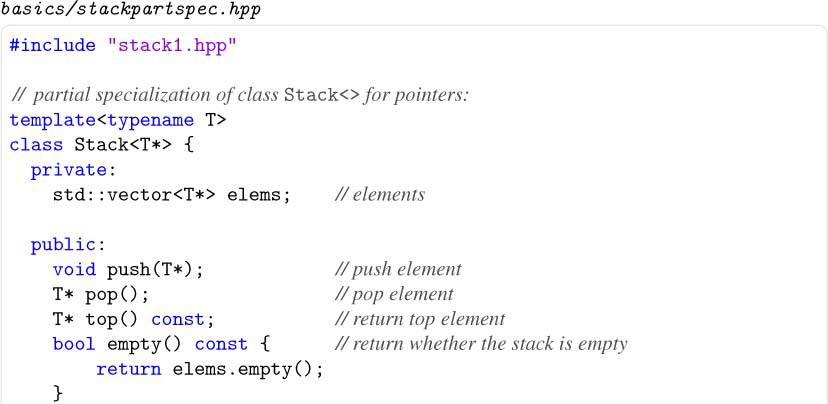 basics/stackpartspec.hpp
#include "stack1.hpp"
// partial specialization of class Stack<> for pointers:
template<typename T>
class Stack<T*> {
private:
std::vector<T*> elems; // elements
public:
void push(T*); // push element
T* pop(); // pop element
T* top() const; // return top element
bool empty() const { // return whether the stack is empty
return elems.empty();
}